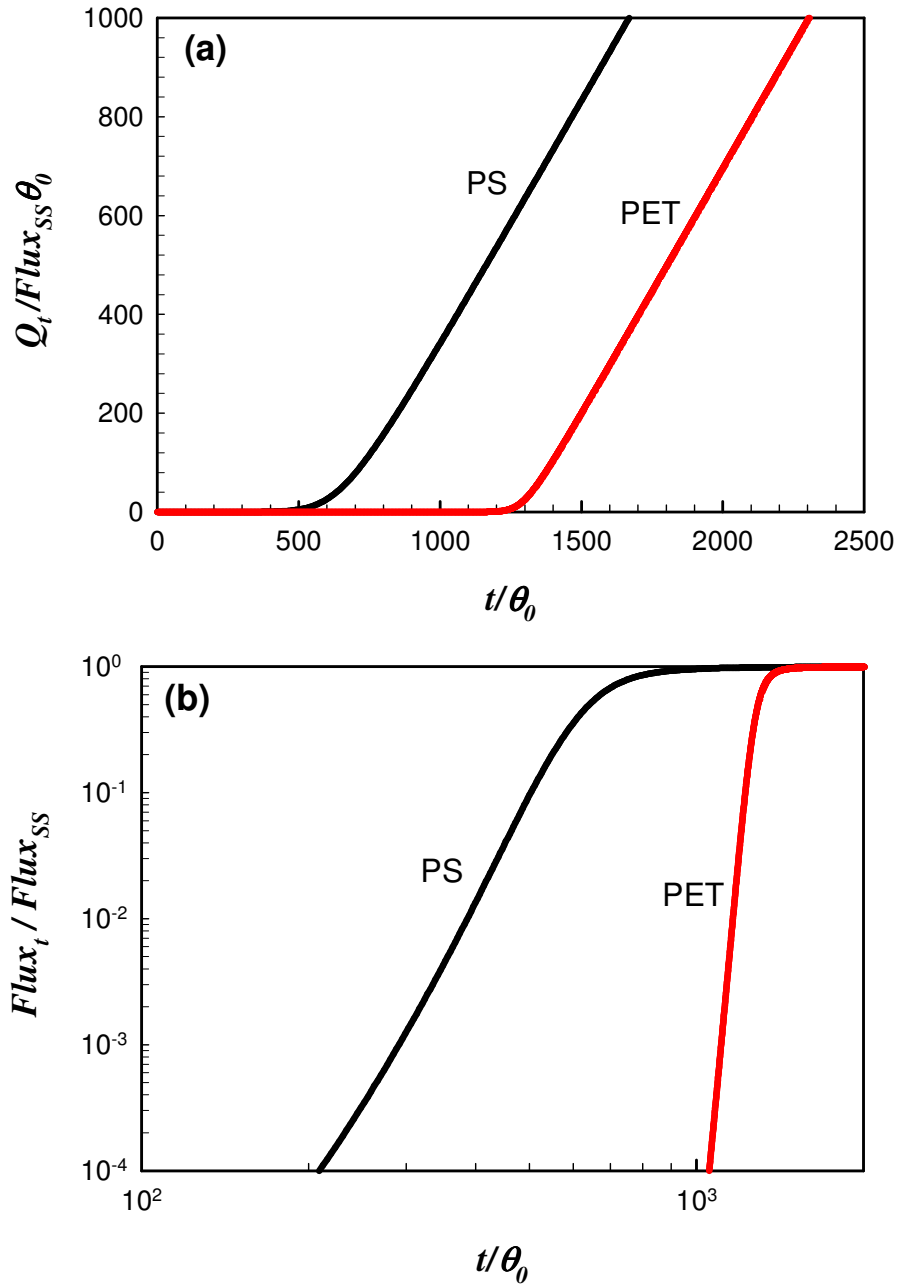 (a)
1000
800
600
400
200
0
PS
PET
Q_t/Flux_SS θ_0
0 500 1000 1500 2000 2500
t/θ_0
(b)
10^0
10^-1
10^-2
10^-3
10^-4
PS
PET
Flux_t / Flux_SS
10^2 10^3
t/θ_0